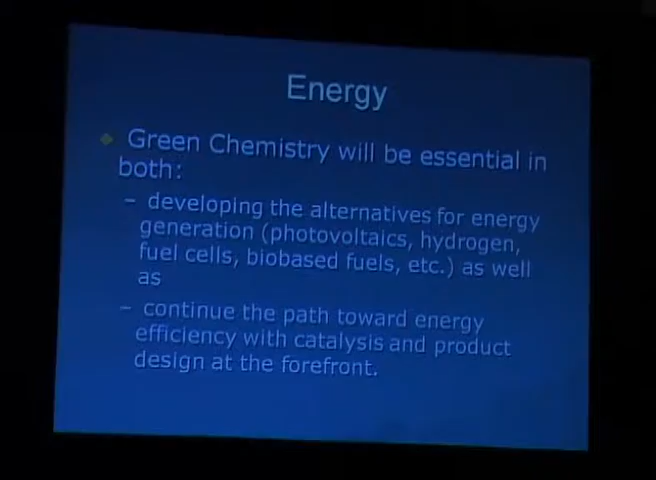 Energy
Green Chemistry will be essential in
both:
– developing the alternatives for energy
generation (photovoltaics, hydrogen,
fuel cells, biobased fuels, etc.) as well
as
– continue the path toward energy
efficiency with catalysis and product
design at the forefront.